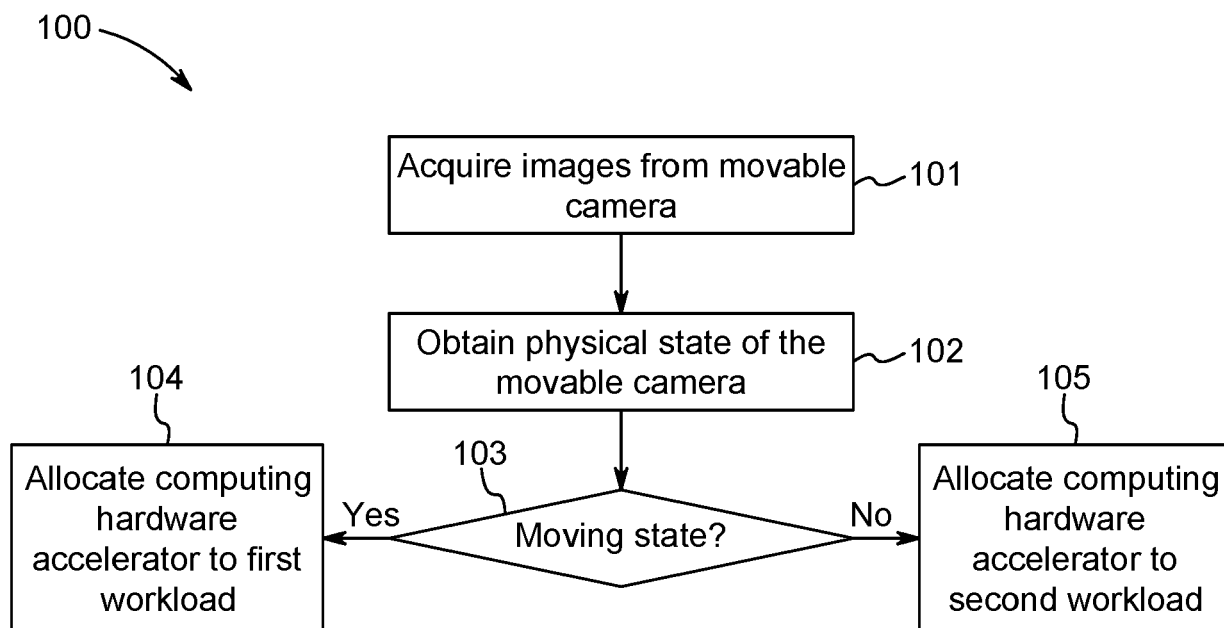 100
Acquire images from movable
camera
101
Obtain physical state of the
movable camera
102
103
Moving state?
Yes
No
104
Allocate computing
hardware
accelerator to first
workload
105
Allocate computing
hardware
accelerator to
second workload